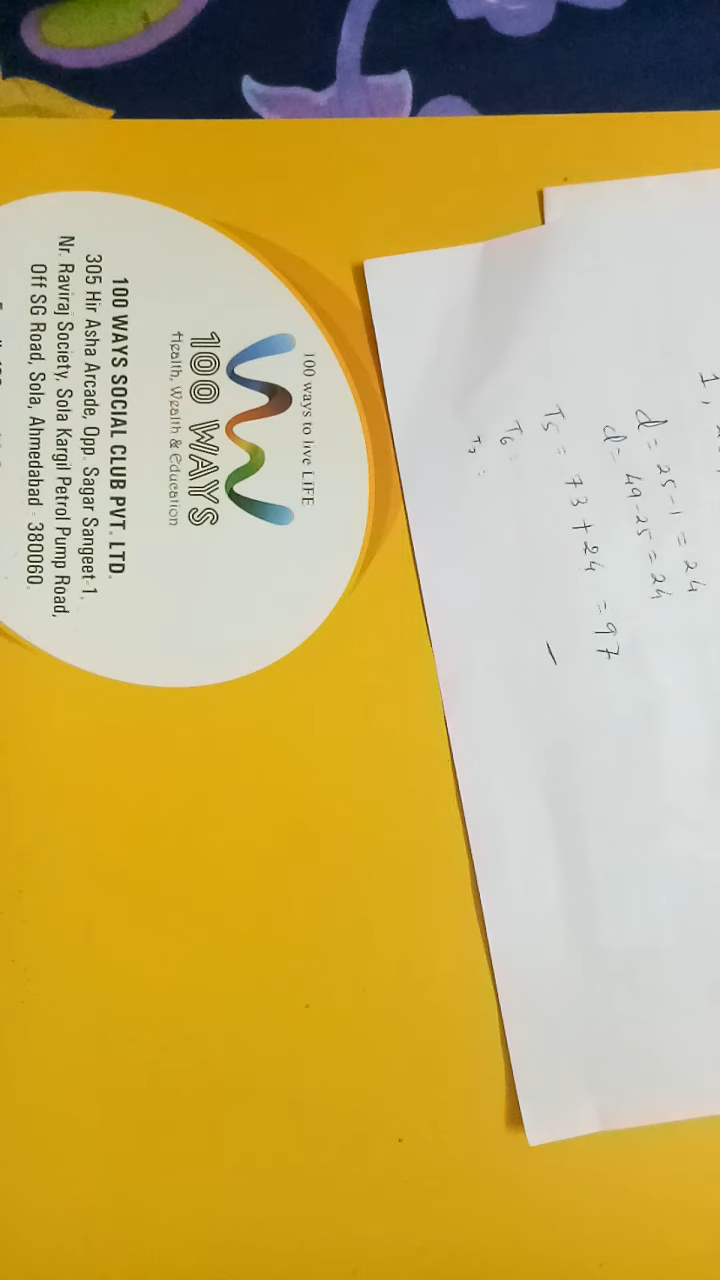 1,
d = 25-1 = 24
d = 49-25 = 24
T5 = 73+24 = 97
T6 =
T7 =
100 ways to live LIFE
100 WAYS
Health, Wealth & Education
100 WAYS SOCIAL CLUB PVT. LTD.
305 Hir Asha Arcade, Opp. Sagar Sangeet-1,
Nr. Raviraj Society, Sola Kargil Petrol Pump Road,
Off SG Road, Sola, Ahmedabad - 380060.